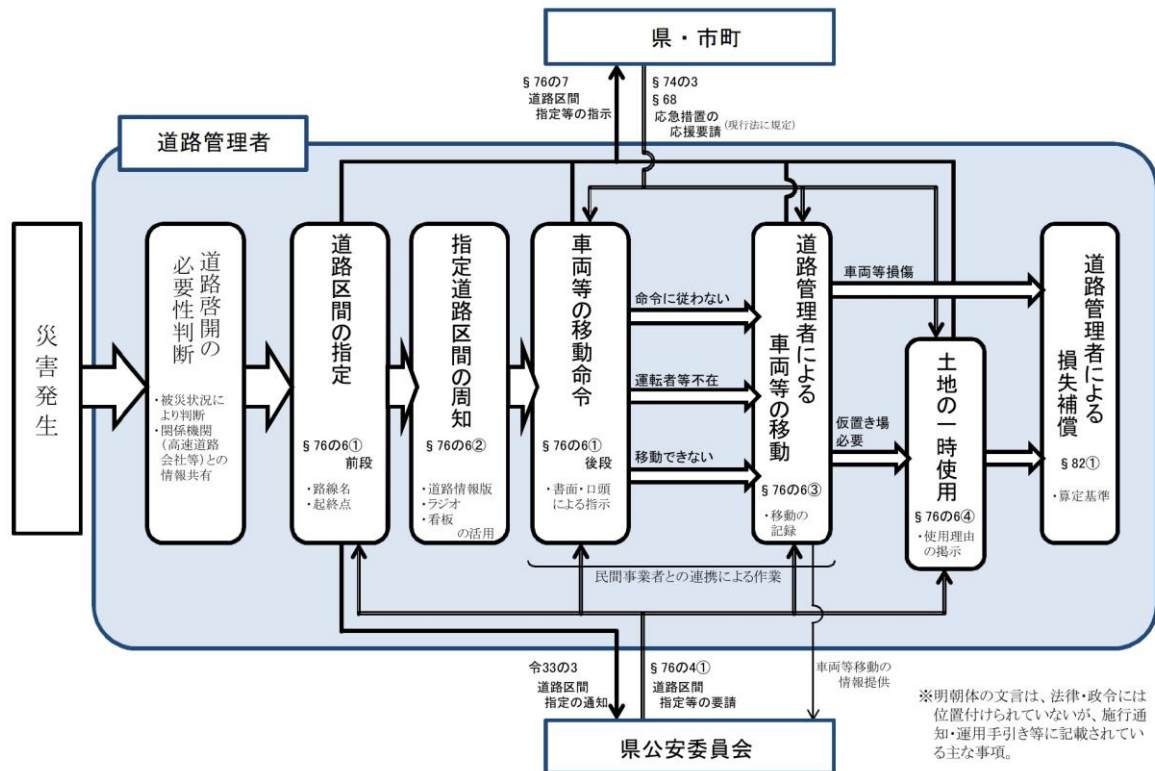 県・市町
§76の7
道路区間
指定等の指示
§74の3
§68
応急措置の
応援要請
(現行法に規定)
道路管理者
災害発生
道路啓開の
必要性判断
・被災状況
により判断
・関係機関
(高速道路
会社等)との
情報共有
道路区間の指定
§76の6①
前段
・路線名
・起終点
指定道路区間の周知
§76の6②
・道路情報版
・ラジオ
・看板
の活用
車両等の移動命令
§76の6①
後段
・書面・口頭
による指示
命令に従わない
運転者等不在
移動できない
道路管理者による
車両等の移動
§76の6③
・移動の
記録
車両等損傷
仮置き場
必要
土地の一時使用
§76の6④
・使用理由
の掲示
道路管理者による
損失補償
§82①
・算定基準
民間事業者との連携による作業
令33の3
道路区間
指定の通知
§76の4①
道路区間
指定等の要請
車両等移動の
情報提供
県公安委員会
※明朝体の文言は、法律・政令には
位置付けられていないが、施行通
知・運用手引き等に記載されてい
る主な事項。